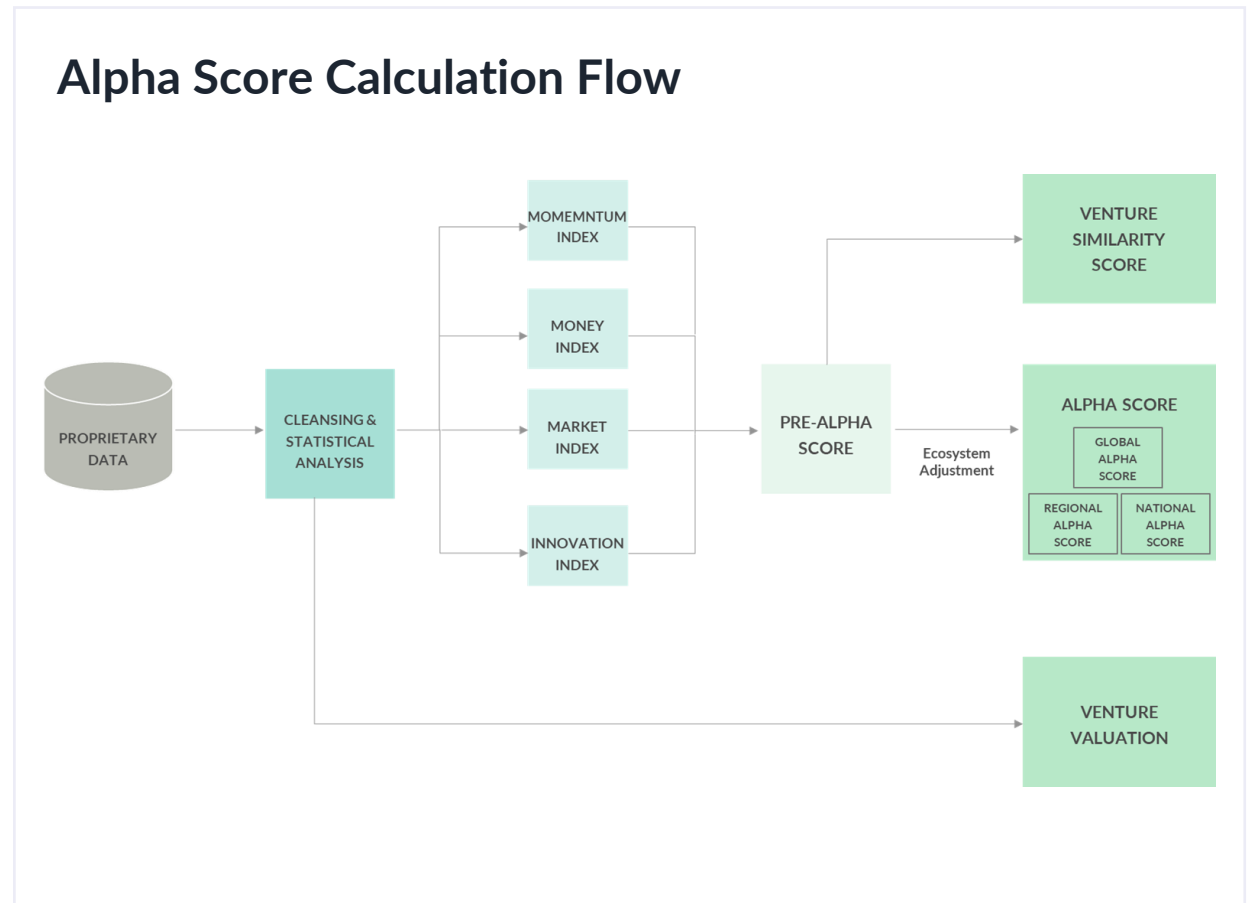 Alpha Score Calculation Flow
PROPRIETARY
DATA
CLEANSING &
STATISTICAL
ANALYSIS
MOMEMNTUM
INDEX
MONEY
INDEX
MARKET
INDEX
INNOVATION
INDEX
PRE-ALPHA
SCORE
Ecosystem
Adjustment
VENTURE
SIMILARITY
SCORE
ALPHA SCORE
GLOBAL
ALPHA
SCORE
REGIONAL
ALPHA
SCORE
NATIONAL
ALPHA
SCORE
VENTURE
VALUATION